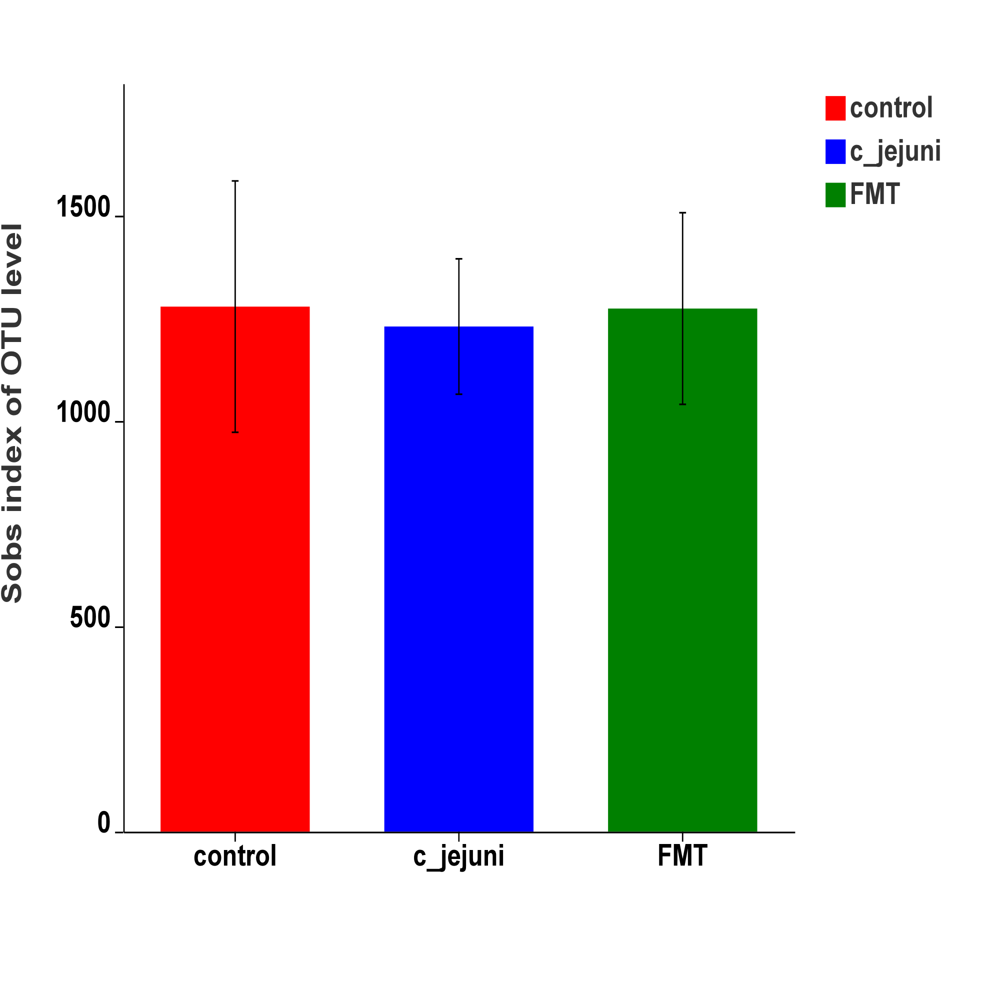 Sobs index of OTU level
1500
1000
500
0
control
c_jejuni
FMT
control
c_jejuni
FMT